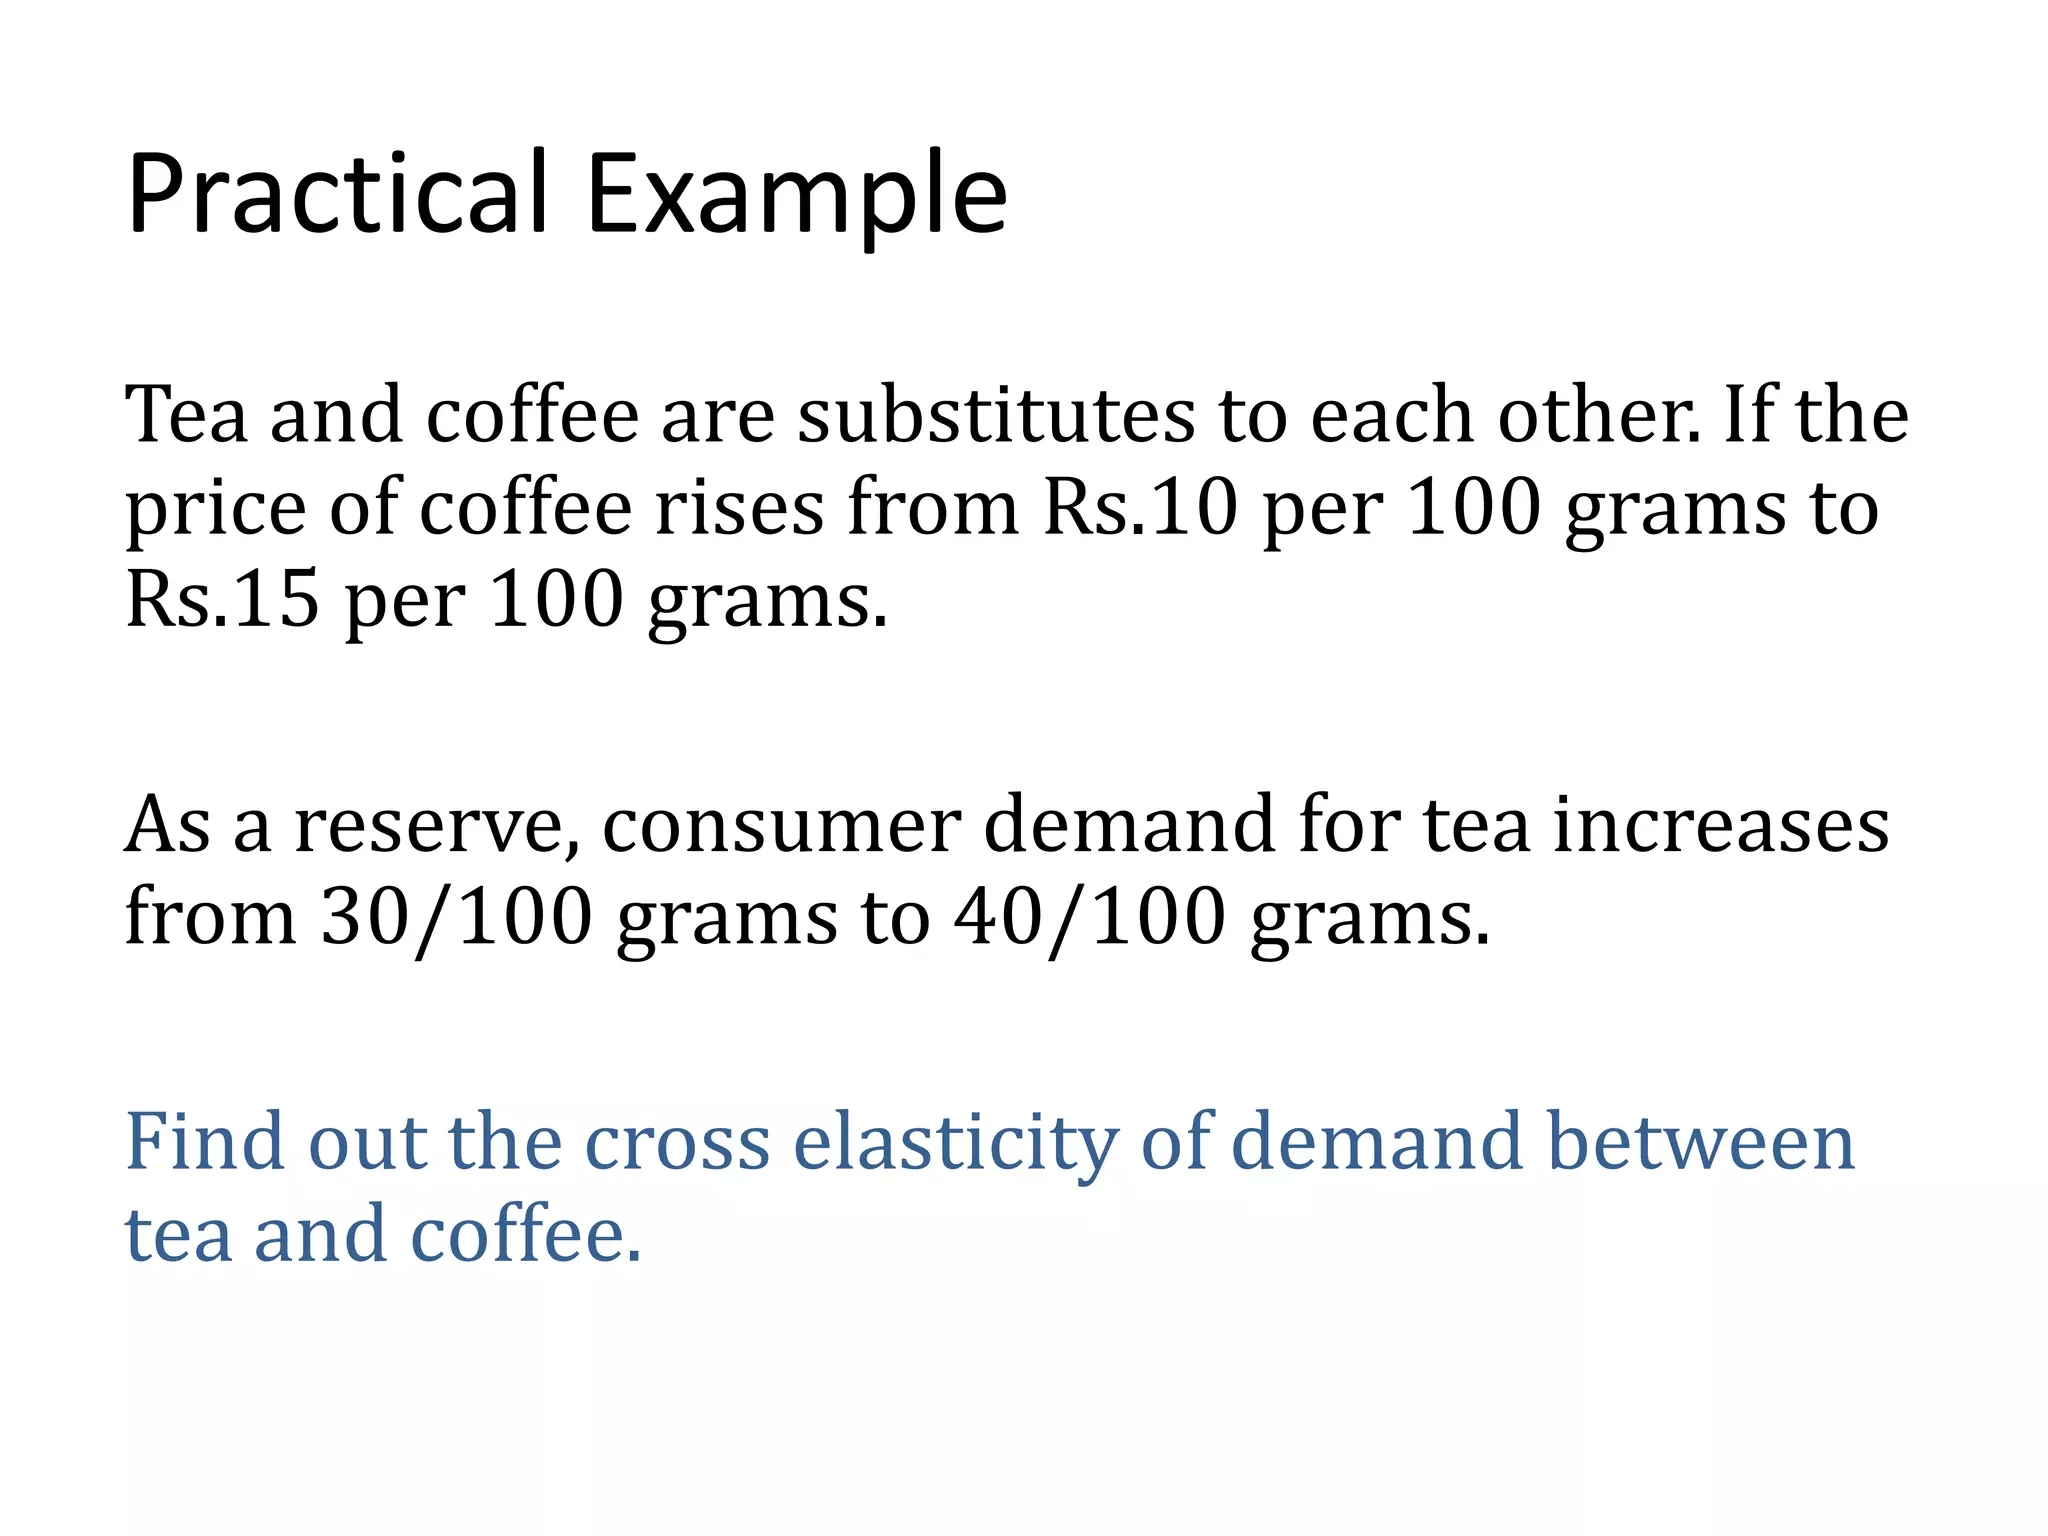 Practical Example
Tea and coffee are substitutes to each other. If the
price of coffee rises from Rs.10 per 100 grams to
Rs.15 per 100 grams.
As a reserve, consumer demand for tea increases
from 30/100 grams to 40/100 grams.
Find out the cross elasticity of demand between
tea and coffee.